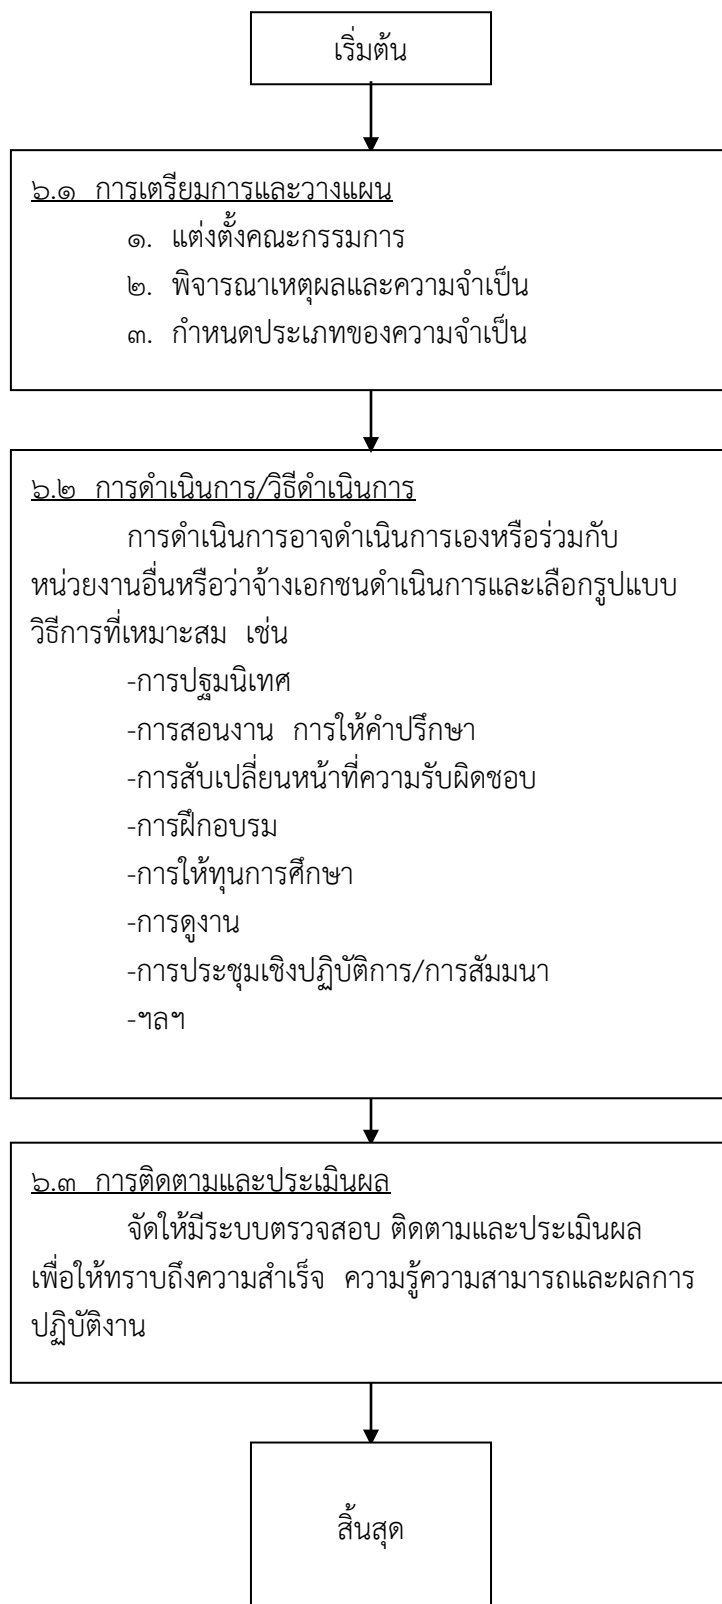 เริ่มต้น
๖.๑ การเตรียมการและวางแผน
๑. แต่งตั้งคณะกรรมการ
๒. พิจารณาเหตุผลและความจำเป็น
๓. กำหนดประเภทของความจำเป็น
๖.๒ การดำเนินการ/วิธีดำเนินการ
การดำเนินการอาจดำเนินการเองหรือร่วมกับ
หน่วยงานอื่นหรือว่าจ้างเอกชนดำเนินการและเลือกรูปแบบ
วิธีการที่เหมาะสม เช่น
-การปฐมนิเทศ
-การสอนงาน การให้คำปรึกษา
-การสับเปลี่ยนหน้าที่ความรับผิดชอบ
-การฝึกอบรม
-การให้ทุนการศึกษา
-การดูงาน
-การประชุมเชิงปฏิบัติการ/การสัมมนา
-ฯลฯ
๖.๓ การติดตามและประเมินผล
จัดให้มีระบบตรวจสอบ ติดตามและประเมินผล
เพื่อให้ทราบถึงความสำเร็จ ความรู้ความสามารถและผลการ
ปฏิบัติงาน
สิ้นสุด